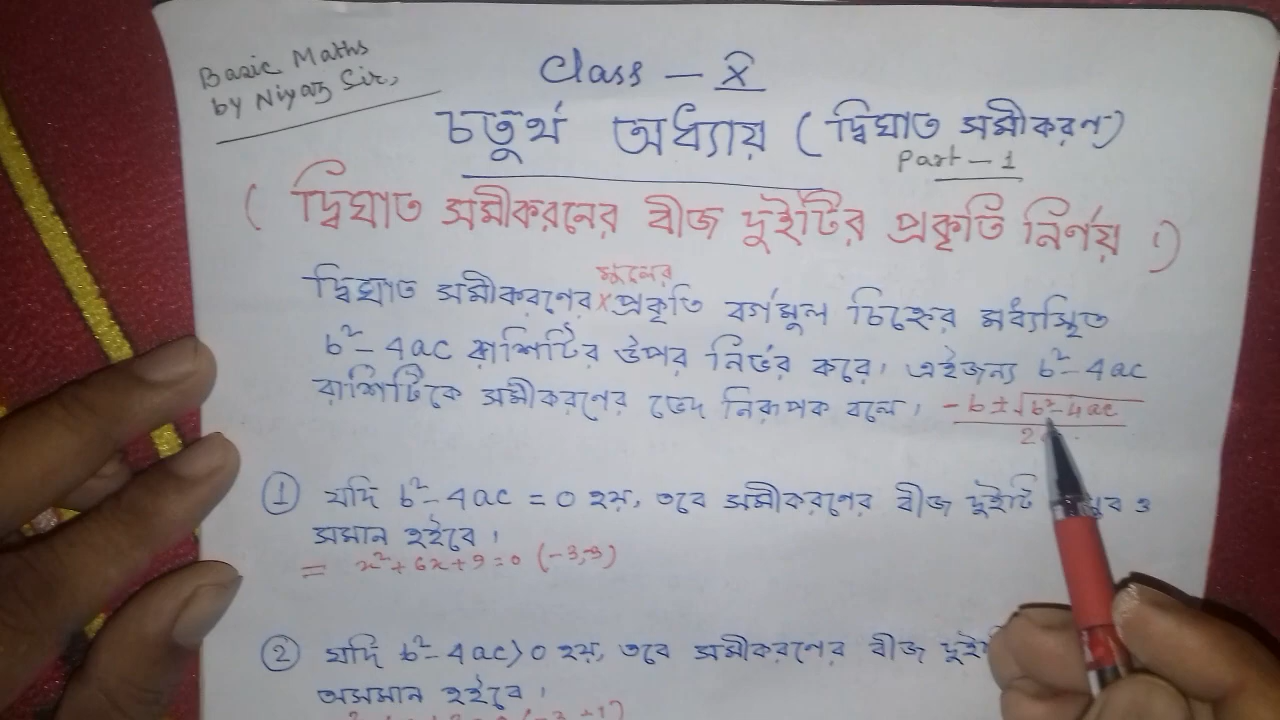 Basic Maths
by Niyaz Sir,
Class - X
চতুর্থ অধ্যায় ( দ্বিঘাত সমীকরণ )
Part - 1
( দ্বিঘাত সমীকরনের বীজ দুইটির প্রকৃতি নির্ণয় । )
মূলের
দ্বিঘাত সমীকরণের x প্রকৃতি বর্গমূল চিহ্নের মধ্যস্থিত
b² - 4ac রাশিটির উপর নির্ভর করে। এইজন্য b² - 4ac
রাশিটিকে সমীকরণের ভেদ নিরূপক বলে। -b ± √b² - 4ac
2
① যদি b² - 4ac = 0 হয়, তবে সমীকরণের বীজ দুইটি ও
সমান হইবে।
= x² + 6x + 9 = 0 (-3,-3)
② যদি b² - 4ac > 0 হয়, তবে সমীকরণের বীজ
অসমান হইবে।